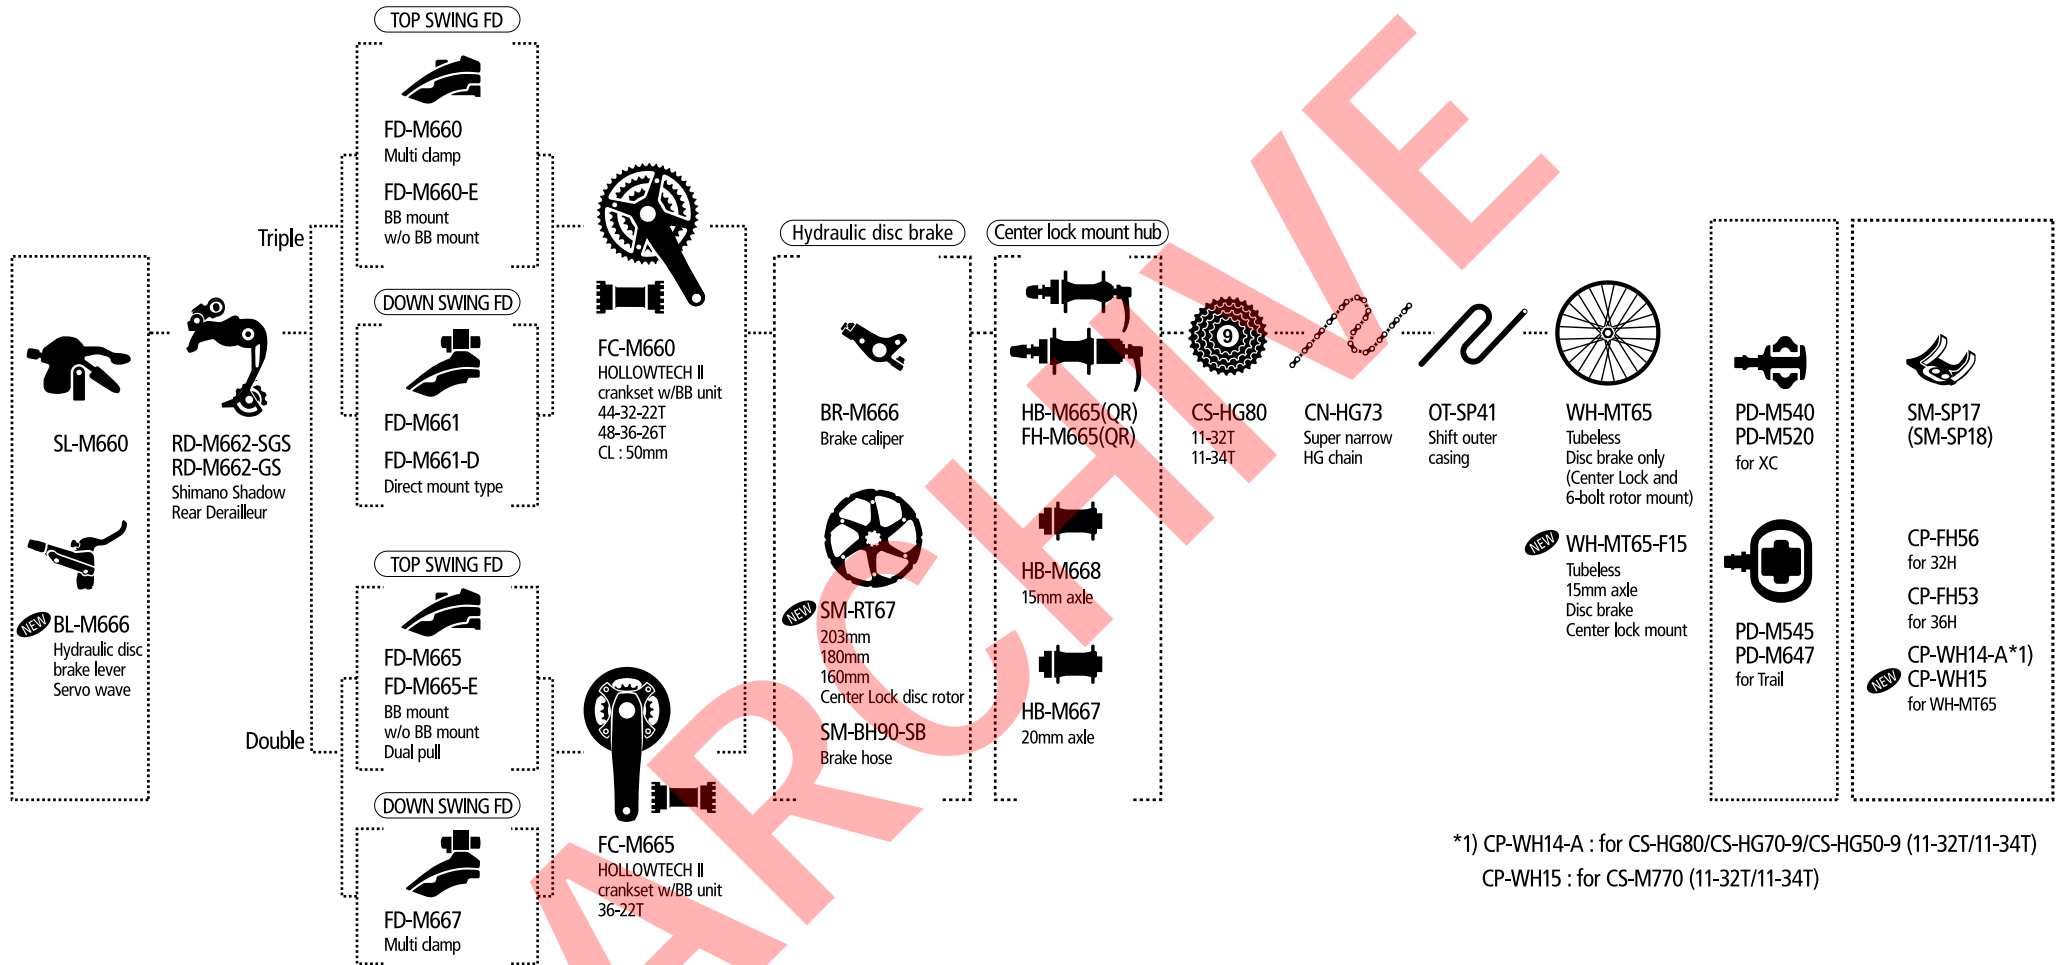 TOP SWING FD
FD-M660
Multi clamp
FD-M660-E
BB mount
w/o BB mount
Triple
DOWN SWING FD
FD-M661
FD-M661-D
Direct mount type
SL-M660
NEW BL-M666
Hydraulic disc
brake lever
Servo wave
RD-M662-SGS
RD-M662-GS
Shimano Shadow
Rear Derailleur
TOP SWING FD
FD-M665
FD-M665-E
BB mount
w/o BB mount
Dual pull
Double
DOWN SWING FD
FD-M667
Multi clamp
FC-M660
HOLLOWTECH II
crankset w/BB unit
44-32-22T
48-36-26T
CL : 50mm
FC-M665
HOLLOWTECH II
crankset w/BB unit
36-22T
Hydraulic disc brake
BR-M666
Brake caliper
NEW SM-RT67
203mm
180mm
160mm
Center Lock disc rotor
SM-BH90-SB
Brake hose
Center lock mount hub
HB-M665(QR)
FH-M665(QR)
HB-M668
15mm axle
HB-M667
20mm axle
9
CS-HG80
11-32T
11-34T
CN-HG73
Super narrow
HG chain
OT-SP41
Shift outer
casing
WH-MT65
Tubeless
Disc brake only
(Center Lock and
6-bolt rotor mount)
NEW WH-MT65-F15
Tubeless
15mm axle
Disc brake
Center lock mount
PD-M540
PD-M520
for XC
PD-M545
PD-M647
for Trail
SM-SP17
(SM-SP18)
CP-FH56
for 32H
CP-FH53
for 36H
CP-WH14-A*1)
NEW CP-WH15
for WH-MT65
*1) CP-WH14-A : for CS-HG80/CS-HG70-9/CS-HG50-9 (11-32T/11-34T)
CP-WH15 : for CS-M770 (11-32T/11-34T)
ARCHIVE